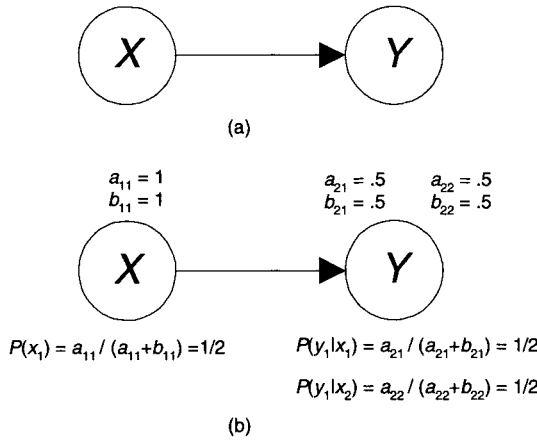 X Y
(a)
a₁₁ = 1 a₂₁ = .5 a₂₂ = .5
b₁₁ = 1 b₂₁ = .5 b₂₂ = .5
X Y
P(x₁) = a₁₁ / (a₁₁+b₁₁) =1/2 P(y₁|x₁) = a₂₁ / (a₂₁+b₂₁) = 1/2
P(y₁|x₂) = a₂₂ / (a₂₂+b₂₂) = 1/2
(b)